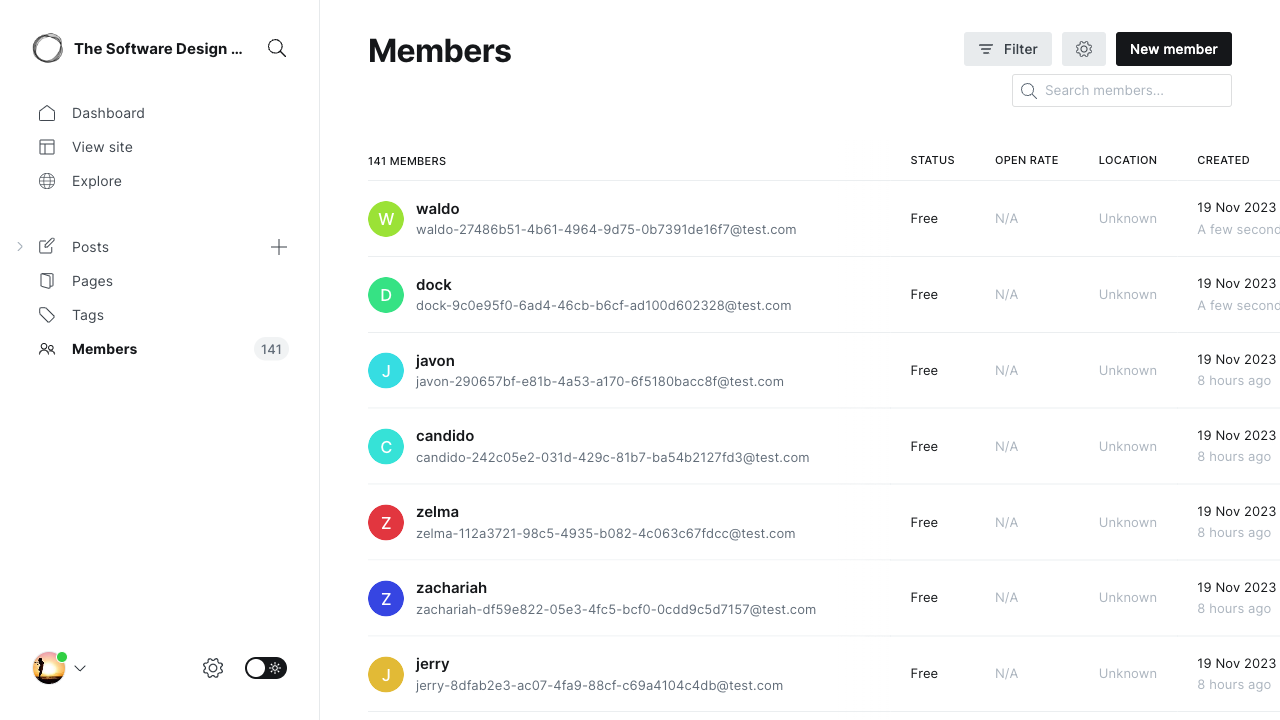 The Software Design ...
Dashboard
View site
Explore
Posts
Pages
Tags
Members 141
Members
Filter
New member
Search members...
141 MEMBERS STATUS OPEN RATE LOCATION CREATED
W waldo 19 Nov 2023
waldo-27486b51-4b61-4964-9d75-0b7391de16f7@test.com Free N/A Unknown A few second
D dock 19 Nov 2023
dock-9c0e95f0-6ad4-46cb-b6cf-ad100d602328@test.com Free N/A Unknown A few second
J javon 19 Nov 2023
javon-290657bf-e81b-4a53-a170-6f5180bacc8f@test.com Free N/A Unknown 8 hours ago
C candido 19 Nov 2023
candido-242c05e2-031d-429c-81b7-ba54b2127fd3@test.com Free N/A Unknown 8 hours ago
Z zelma 19 Nov 2023
zelma-112a3721-98c5-4935-b082-4c063c67fdcc@test.com Free N/A Unknown 8 hours ago
Z zachariah 19 Nov 2023
zachariah-df59e822-05e3-4fc5-bcf0-0cdd9c5d7157@test.com Free N/A Unknown 8 hours ago
J jerry 19 Nov 2023
jerry-8dfab2e3-ac07-4fa9-88cf-c69a4104c4db@test.com Free N/A Unknown 8 hours ago